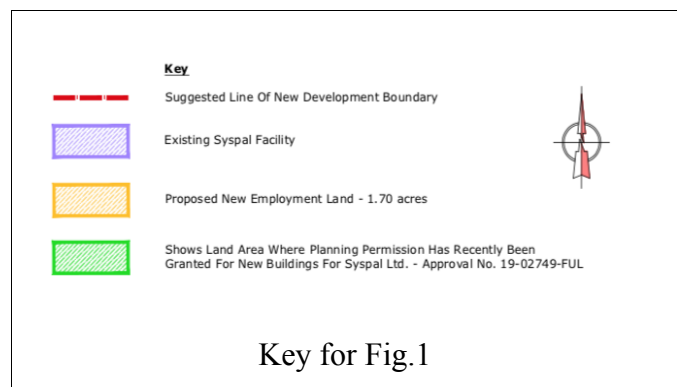 Key
Suggested Line Of New Development Boundary
Existing Syspal Facility
Proposed New Employment Land - 1.70 acres
Shows Land Area Where Planning Permission Has Recently Been
Granted For New Buildings For Syspal Ltd. - Approval No. 19-02749-FUL
Key for Fig.1